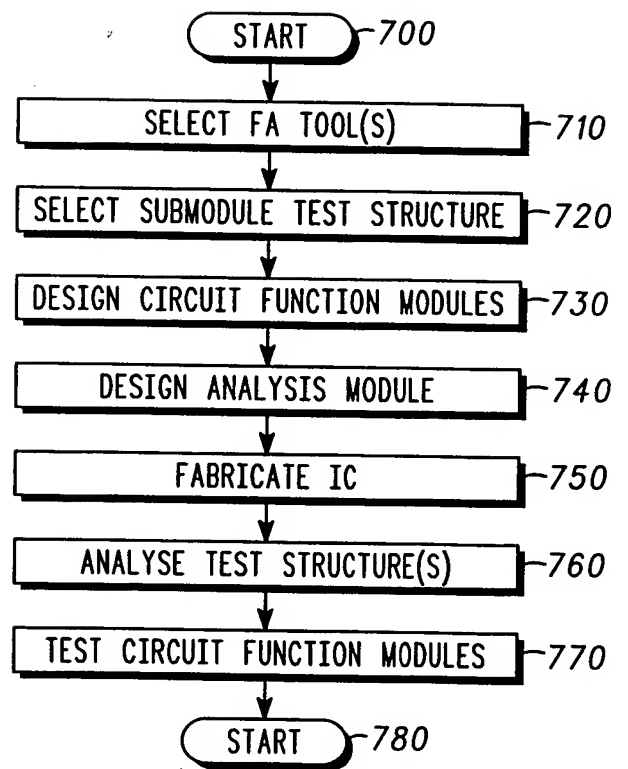 START 700
SELECT FA TOOL(S) 710
SELECT SUBMODULE TEST STRUCTURE 720
DESIGN CIRCUIT FUNCTION MODULES 730
DESIGN ANALYSIS MODULE 740
FABRICATE IC 750
ANALYSE TEST STRUCTURE(S) 760
TEST CIRCUIT FUNCTION MODULES 770
START 780